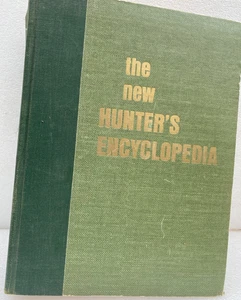 the
new
HUNTER'S
ENCYCLOPEDIA